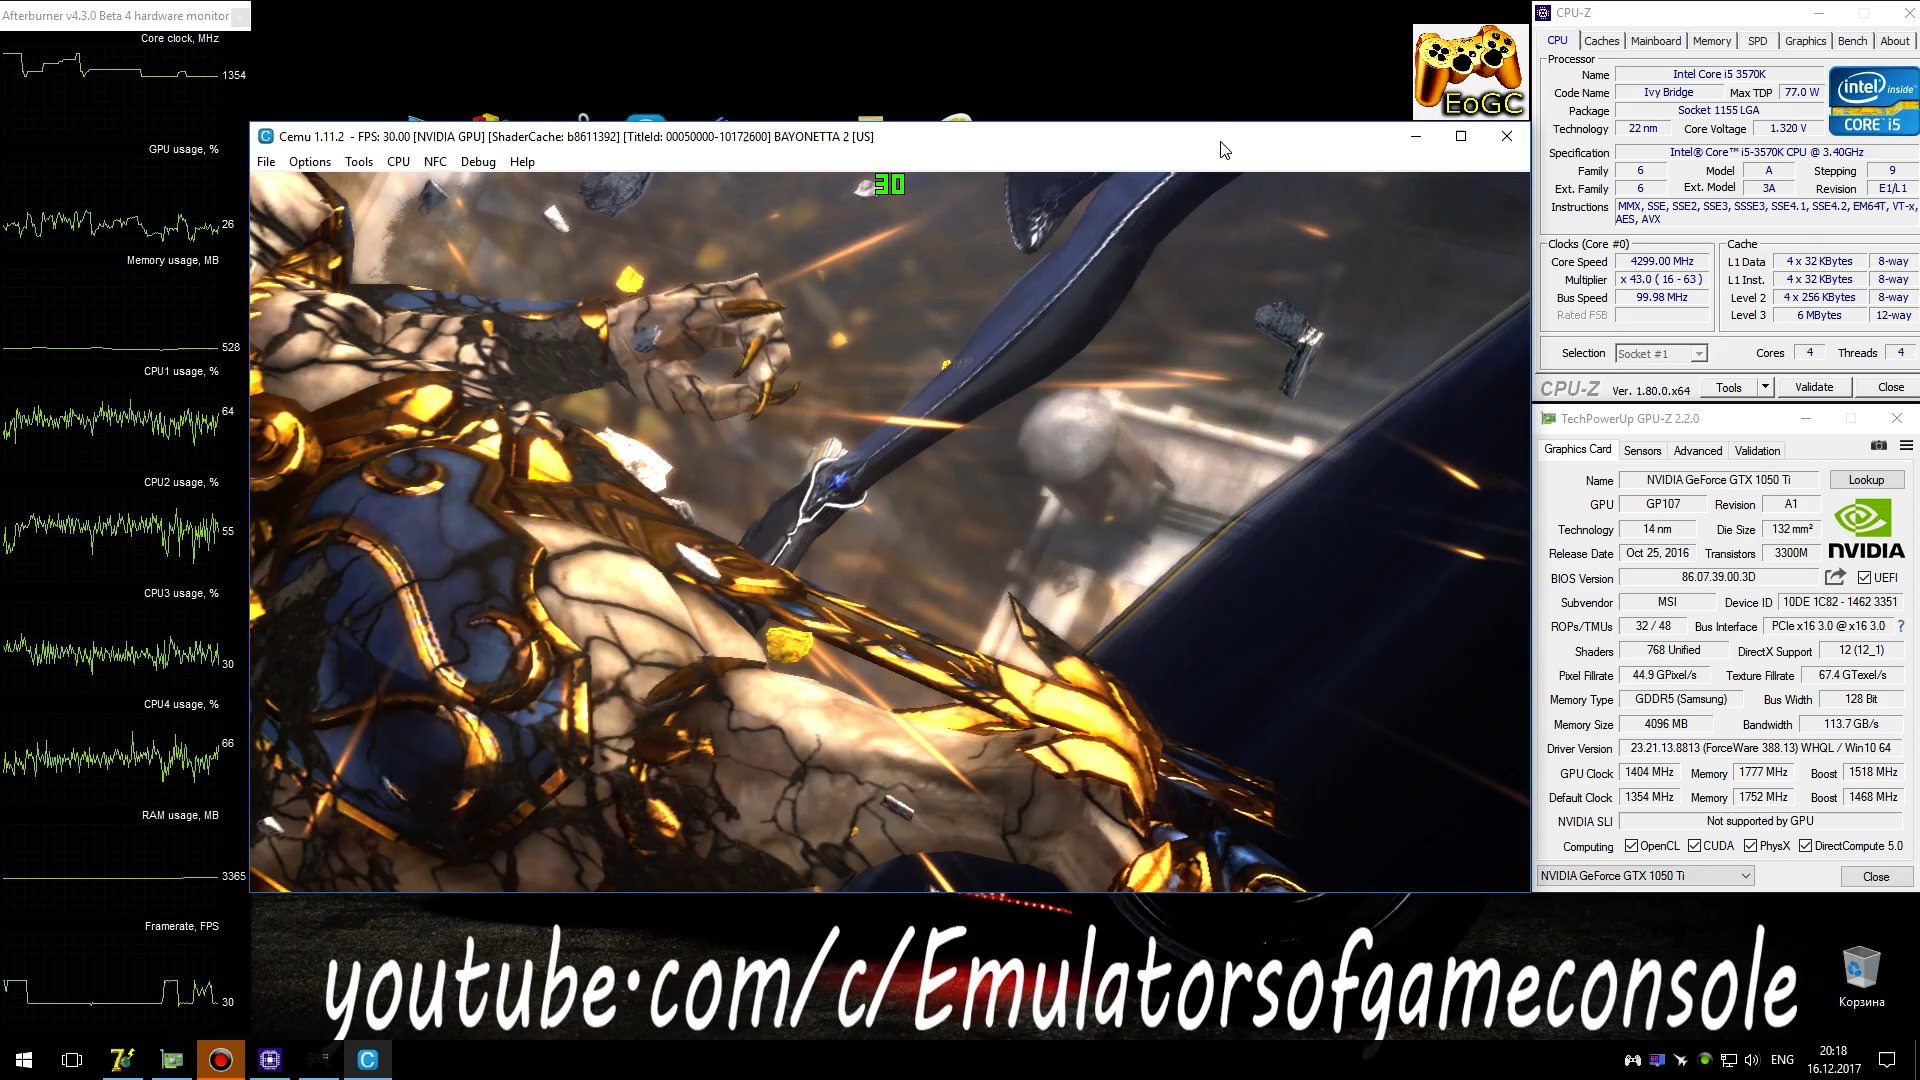 Afterburner v4.3.0 Beta 4 hardware monitor
Core clock, MHz
1354
GPU usage, %
26
Memory usage, MB
528
CPU1 usage, %
64
CPU2 usage, %
55
CPU3 usage, %
30
CPU4 usage, %
66
RAM usage, MB
3365
Framerate, FPS
30
EoGC
Cemu 1.11.2 - FPS: 30.00 [NVIDIA GPU] [ShaderCache: b8611392] [TitleId: 00050000-10172600] BAYONETTA 2 [US]
File Options Tools CPU NFC Debug Help
30
CPU-Z
CPU Caches Mainboard Memory SPD Graphics Bench About
Processor
Name Intel Core i5 3570K
Code Name Ivy Bridge Max TDP 77.0 W
Package Socket 1155 LGA
Technology 22 nm Core Voltage 1.320 V
intel inside™
CORE i5
Specification Intel® Core™ i5-3570K CPU @ 3.40GHz
Family 6 Model A Stepping 9
Ext. Family 6 Ext. Model 3A Revision E1/L1
Instructions MMX, SSE, SSE2, SSE3, SSSE3, SSE4.1, SSE4.2, EM64T, VT-x,
AES, AVX
Clocks (Core #0)
Core Speed 4299.00 MHz
Multiplier x 43.0 ( 16 - 63 )
Bus Speed 99.98 MHz
Rated FSB
Cache
L1 Data 4 x 32 KBytes 8-way
L1 Inst. 4 x 32 KBytes 8-way
Level 2 4 x 256 KBytes 8-way
Level 3 6 MBytes 12-way
Selection Socket #1 Cores 4 Threads 4
CPU-Z Ver. 1.80.0.x64 Tools Validate Close
TechPowerUp GPU-Z 2.2.0
Graphics Card Sensors Advanced Validation
Name NVIDIA GeForce GTX 1050 Ti Lookup
GPU GP107 Revision A1
Technology 14 nm Die Size 132 mm²
Release Date Oct 25, 2016 Transistors 3300M
NVIDIA
BIOS Version 86.07.39.00.3D UEFI
Subvendor MSI Device ID 10DE 1C82 - 1462 3351
ROPs/TMUs 32 / 48 Bus Interface PCIe x16 3.0 @ x16 3.0 ?
Shaders 768 Unified DirectX Support 12 (12_1)
Pixel Fillrate 44.9 GPixel/s Texture Fillrate 67.4 GTexel/s
Memory Type GDDR5 (Samsung) Bus Width 128 Bit
Memory Size 4096 MB Bandwidth 113.7 GB/s
Driver Version 23.21.13.8813 (ForceWare 388.13) WHQL / Win10 64
GPU Clock 1404 MHz Memory 1777 MHz Boost 1518 MHz
Default Clock 1354 MHz Memory 1752 MHz Boost 1468 MHz
NVIDIA SLI Not supported by GPU
Computing OpenCL CUDA PhysX DirectCompute 5.0
NVIDIA GeForce GTX 1050 Ti Close
youtube.com/c/Emulatorsofgameconsole
Корзина
ENG
20:18
16.12.2017